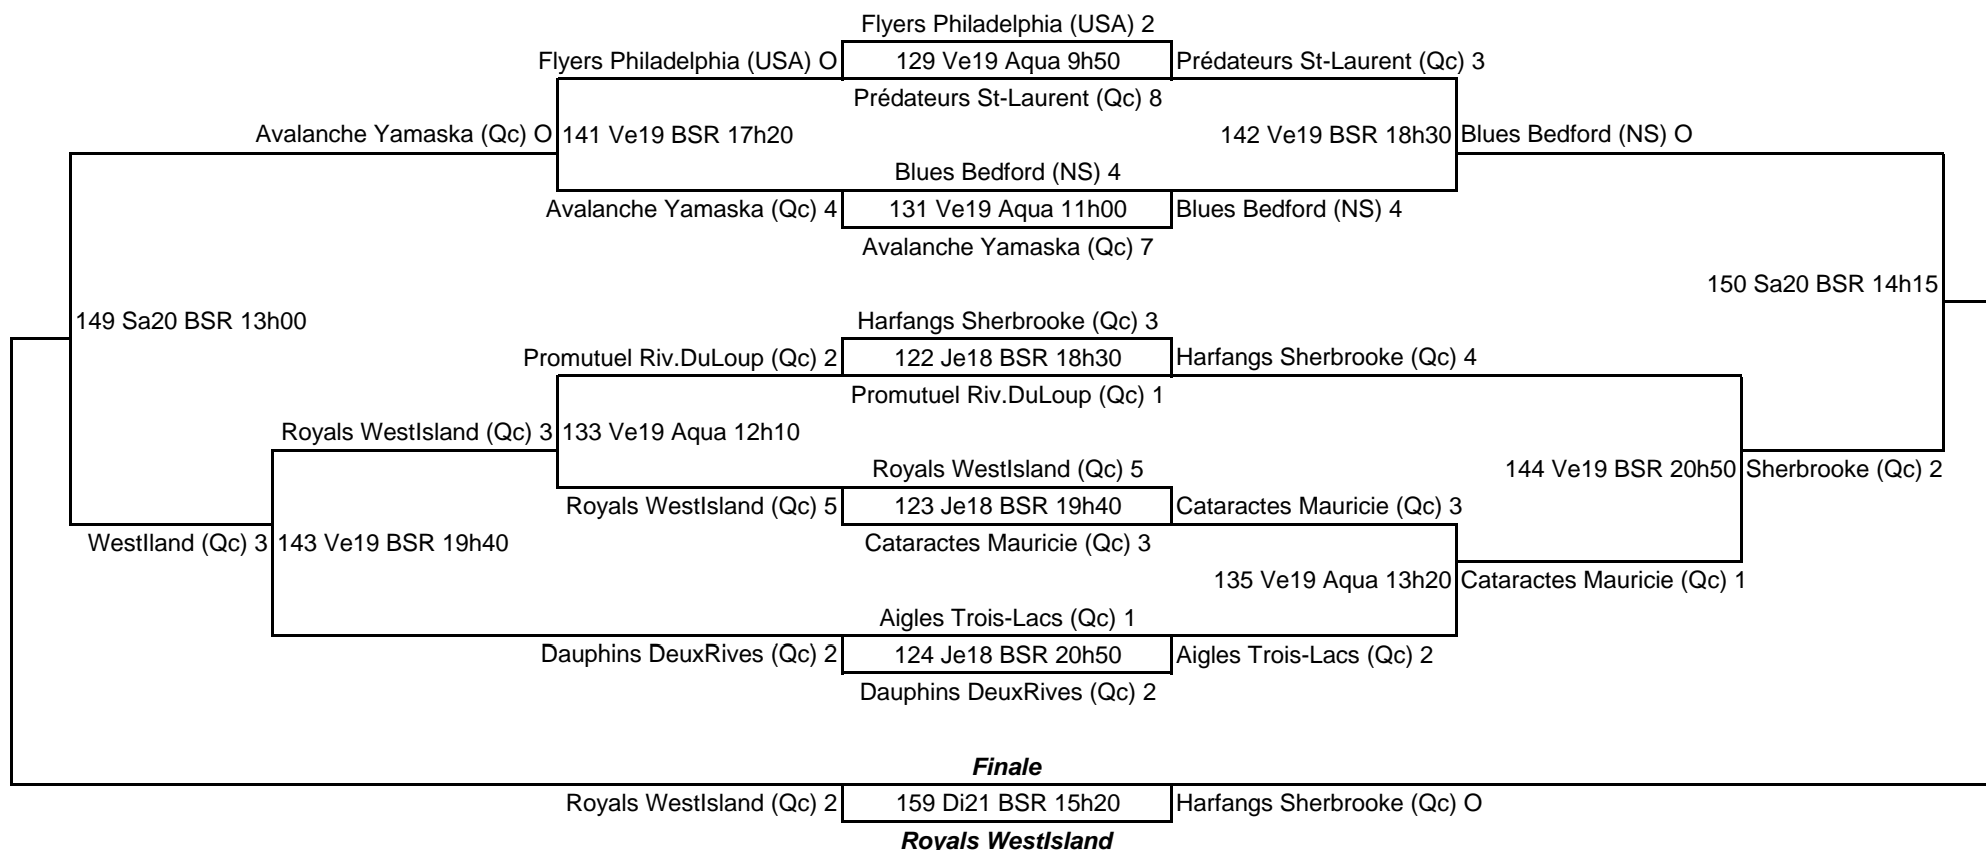 Flyers Philadelphia (USA) 2
Flyers Philadelphia (USA) O 129 Ve19 Aqua 9h50 Prédateurs St-Laurent (Qc) 3
Prédateurs St-Laurent (Qc) 8
Avalanche Yamaska (Qc) O 141 Ve19 BSR 17h20 142 Ve19 BSR 18h30 Blues Bedford (NS) O
Blues Bedford (NS) 4
Avalanche Yamaska (Qc) 4 131 Ve19 Aqua 11h00 Blues Bedford (NS) 4
Avalanche Yamaska (Qc) 7
150 Sa20 BSR 14h15
149 Sa20 BSR 13h00 Harfangs Sherbrooke (Qc) 3
Promutuel Riv.DuLoup (Qc) 2 122 Je18 BSR 18h30 Harfangs Sherbrooke (Qc) 4
Promutuel Riv.DuLoup (Qc) 1
Royals WestIsland (Qc) 3 133 Ve19 Aqua 12h10
Royals WestIsland (Qc) 5 144 Ve19 BSR 20h50 Sherbrooke (Qc) 2
Royals WestIsland (Qc) 5 123 Je18 BSR 19h40 Cataractes Mauricie (Qc) 3
WestIland (Qc) 3 143 Ve19 BSR 19h40 Cataractes Mauricie (Qc) 3
135 Ve19 Aqua 13h20 Cataractes Mauricie (Qc) 1
Aigles Trois-Lacs (Qc) 1
Dauphins DeuxRives (Qc) 2 124 Je18 BSR 20h50 Aigles Trois-Lacs (Qc) 2
Dauphins DeuxRives (Qc) 2
Finale
Royals WestIsland (Qc) 2 159 Di21 BSR 15h20 Harfangs Sherbrooke (Qc) O
Royals WestIsland